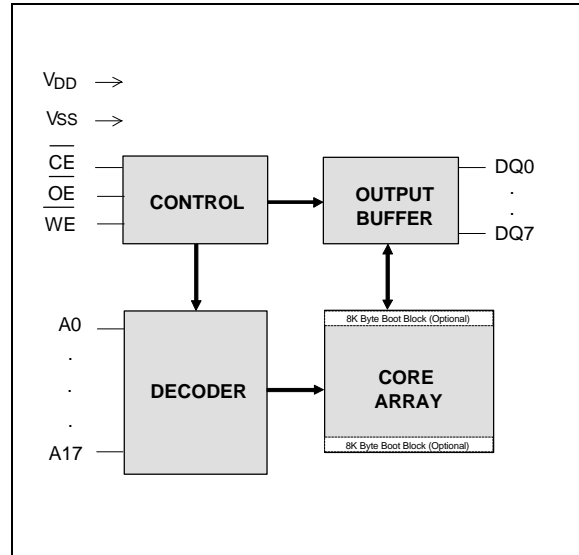 VDD
VSS
CE
OE
WE
CONTROL
OUTPUT
BUFFER
DQ0
.
.
DQ7
A0
.
.
.
A17
DECODER
8K Byte Boot Block (Optional)
CORE
ARRAY
8K Byte Boot Block (Optional)